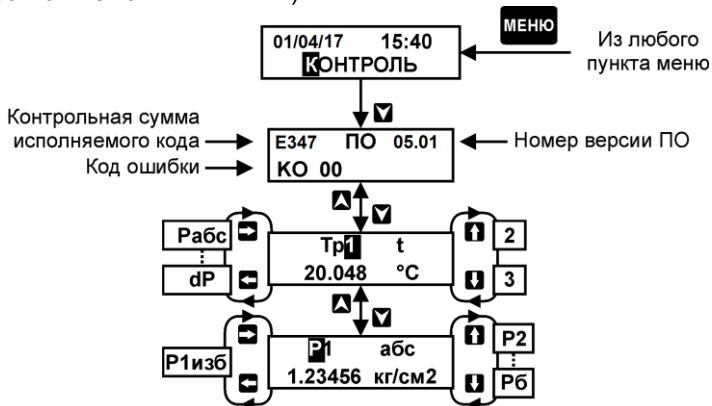 МЕНЮ
01/04/17 15:40
КОНТРОЛЬ
Из любого
пункта меню
Контрольная сумма
исполняемого кода
Код ошибки
E347 ПО 05.01
КО 00
Номер версии ПО
Рабс
dP
Тр1 t
20.048 °C
2
3
Р1изб
Р1 абс
1.23456 кг/см2
Р2
Рб